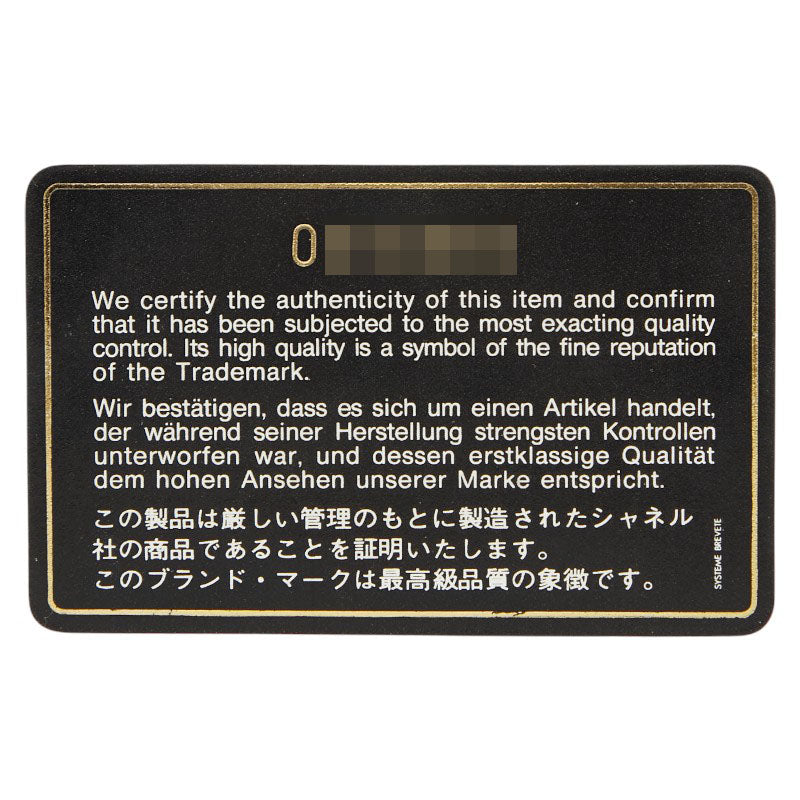 0
We certify the authenticity of this item and confirm
that it has been subjected to the most exacting quality
control. Its high quality is a symbol of the fine reputation
of the Trademark.
Wir bestätigen, dass es sich um einen Artikel handelt,
der während seiner Herstellung strengsten Kontrollen
unterworfen war, und dessen erstklassige Qualität
dem hohen Ansehen unserer Marke entspricht.
この製品は厳しい管理のもとに製造されたシャネル
社の商品であることを証明いたします。
このブランド・マークは最高級品質の象徴です。
SYSTEME BREVETE